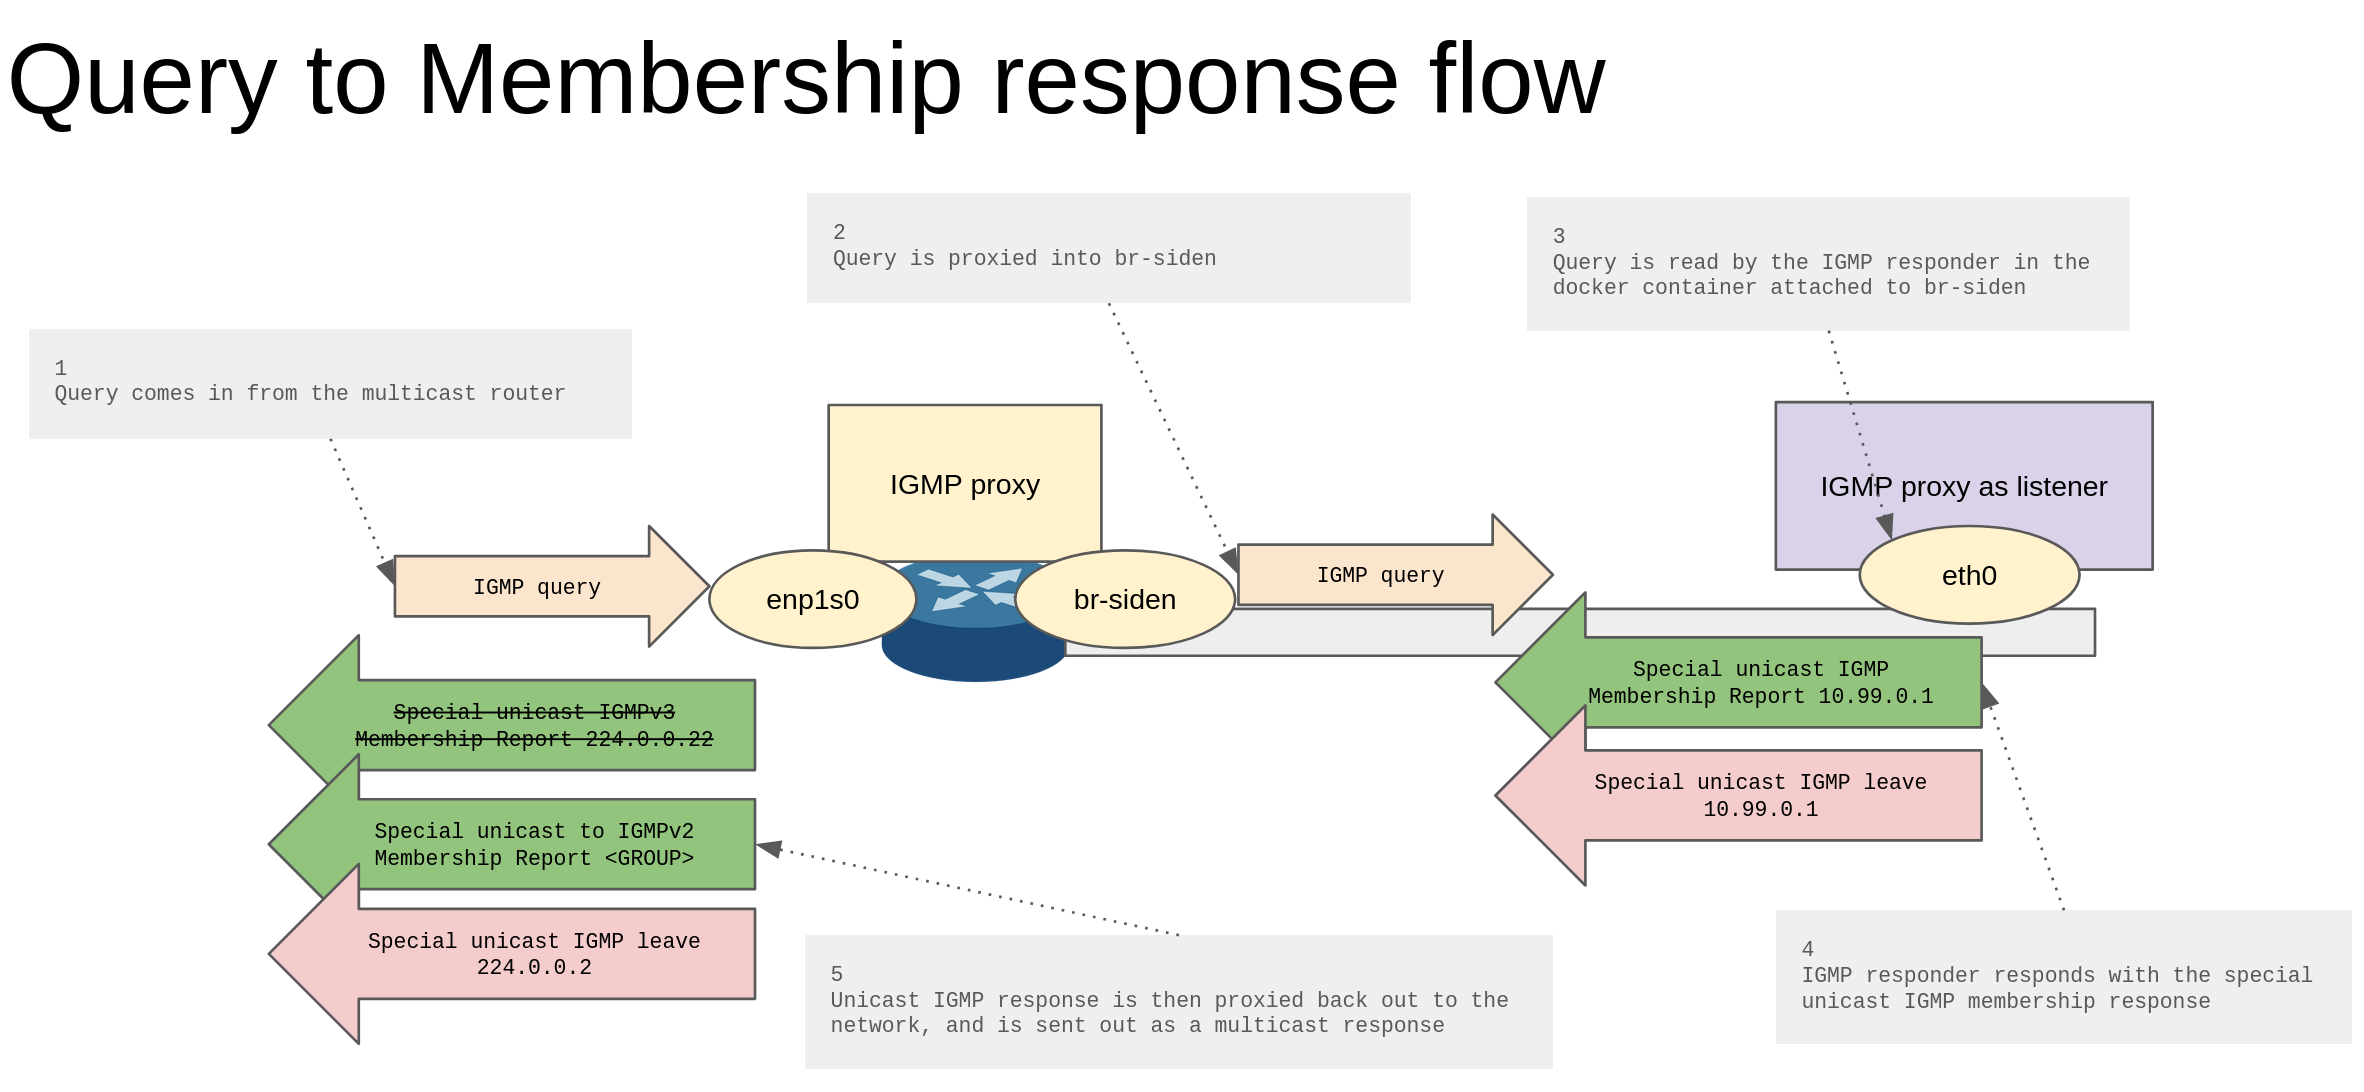 Query to Membership response flow
2
Query is proxied into br-siden
3
Query is read by the IGMP responder in the
docker container attached to br-siden
1
Query comes in from the multicast router
IGMP proxy
IGMP proxy as listener
IGMP query
enp1s0
br-siden
IGMP query
eth0
Special unicast IGMPv3
Membership Report 224.0.0.22
Special unicast IGMP
Membership Report 10.99.0.1
Special unicast to IGMPv2
Membership Report <GROUP>
Special unicast IGMP leave
10.99.0.1
Special unicast IGMP leave
224.0.0.2
5
Unicast IGMP response is then proxied back out to the
network, and is sent out as a multicast response
4
IGMP responder responds with the special
unicast IGMP membership response